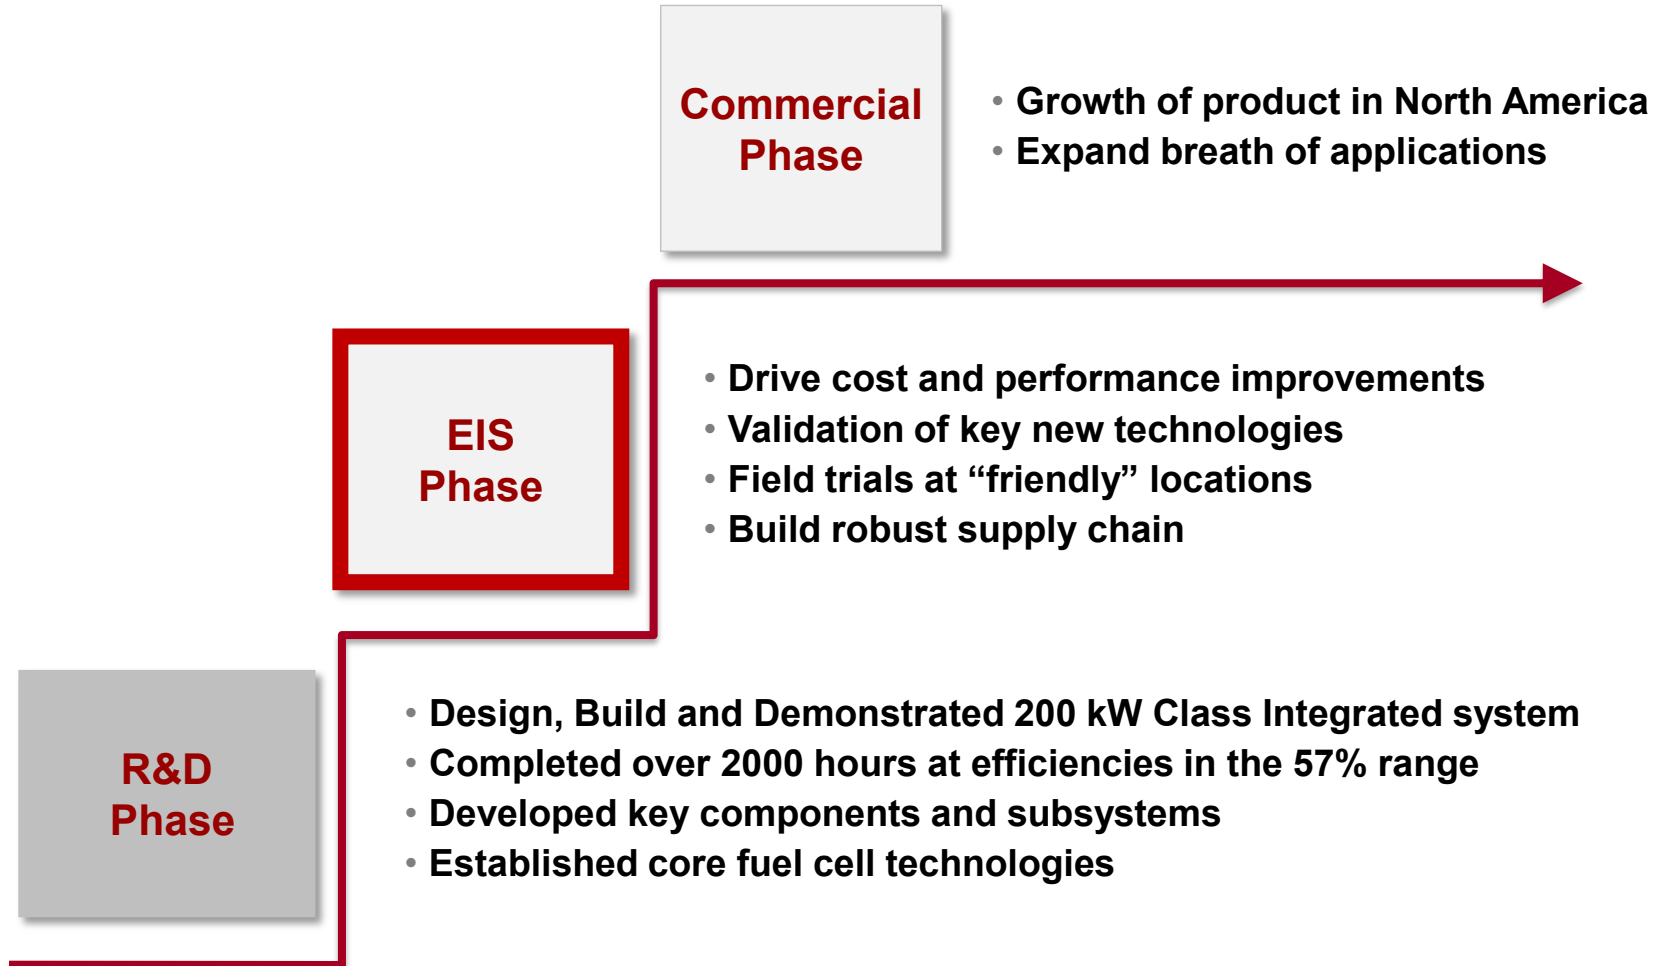 Commercial
Phase
• Growth of product in North America
• Expand breath of applications
EIS
Phase
• Drive cost and performance improvements
• Validation of key new technologies
• Field trials at “friendly” locations
• Build robust supply chain
R&D
Phase
• Design, Build and Demonstrated 200 kW Class Integrated system
• Completed over 2000 hours at efficiencies in the 57% range
• Developed key components and subsystems
• Established core fuel cell technologies